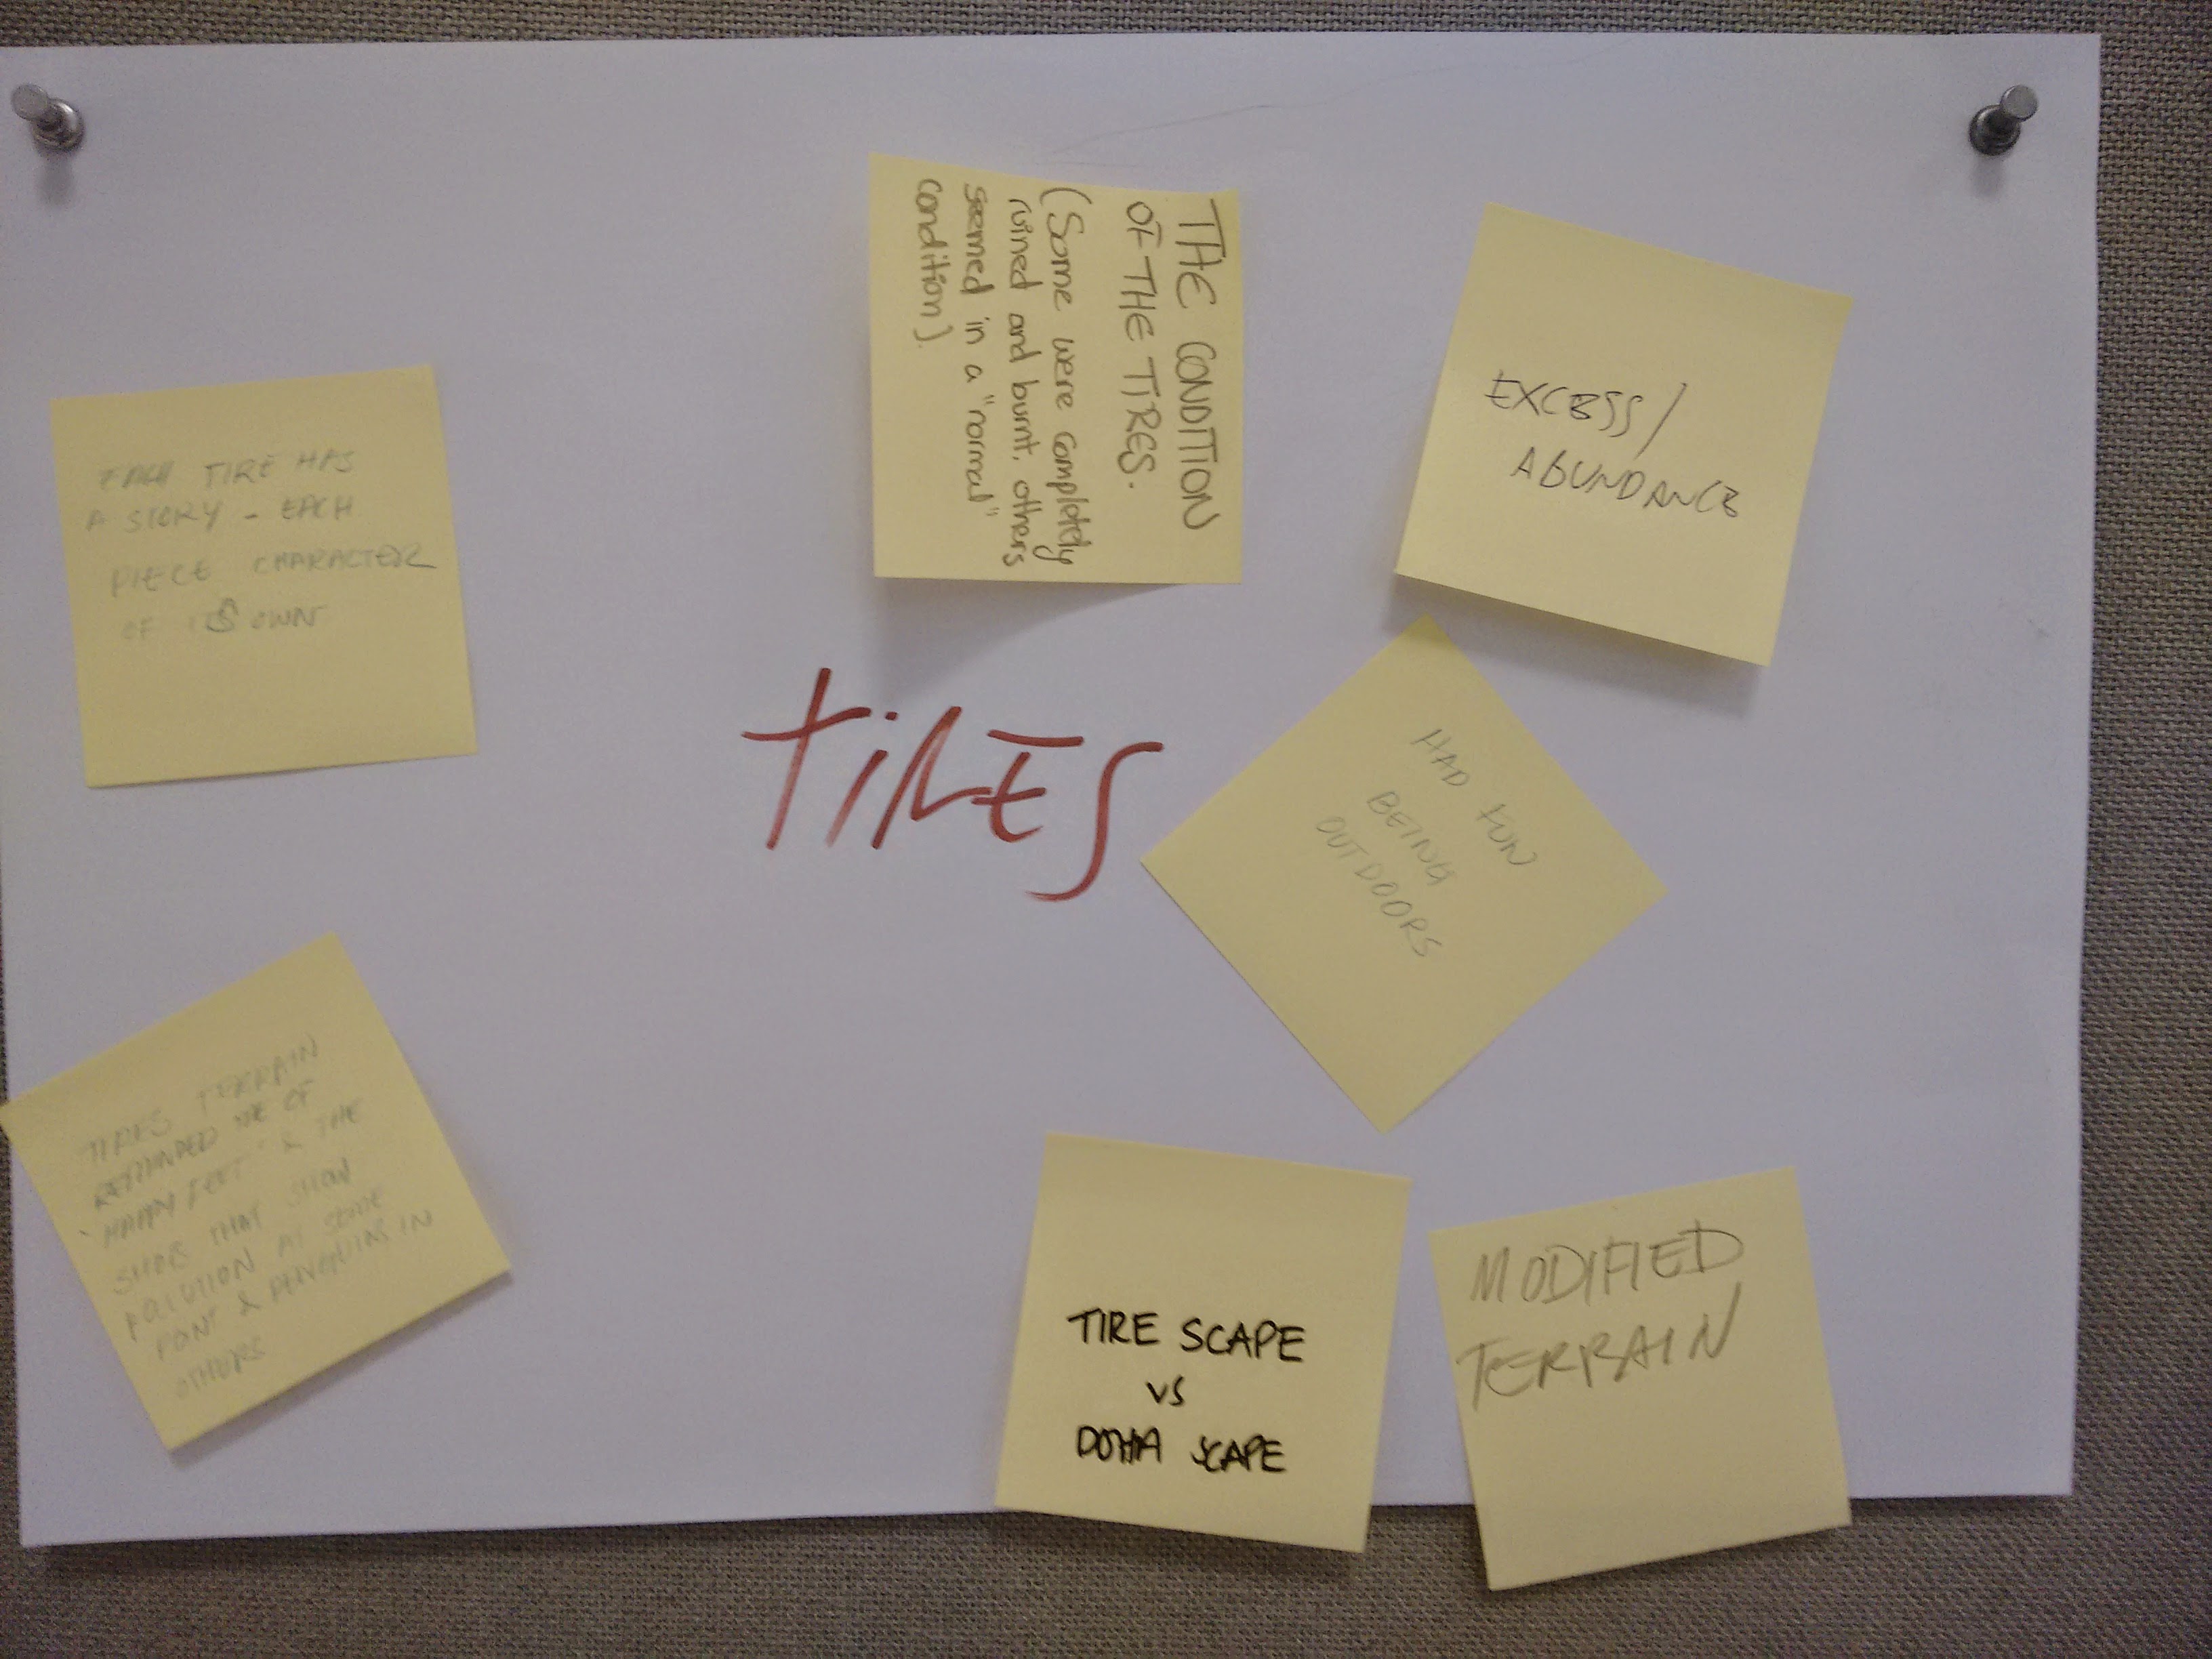 THE CONDITION
OF THE TIRES.
(Some were completely
ruined and burnt, others
seemed in a "normal"
condition).
EXCESS/
ABUNDANCE
EACH TIRE HAS
A STORY - EACH
PIECE CHARACTER
OF ITS OWN
TIRES
HAD FUN
BEING
OUTDOORS
TIRES TERRAIN
REMINDED ME OF
"HAPPY FEET" & THE
SHOTS THAT SHOW
POLLUTION AT SOME
POINT & PENGUINS IN
OTHERS
TIRE SCAPE
VS
DOHA SCAPE
MODIFIED
TERRAIN